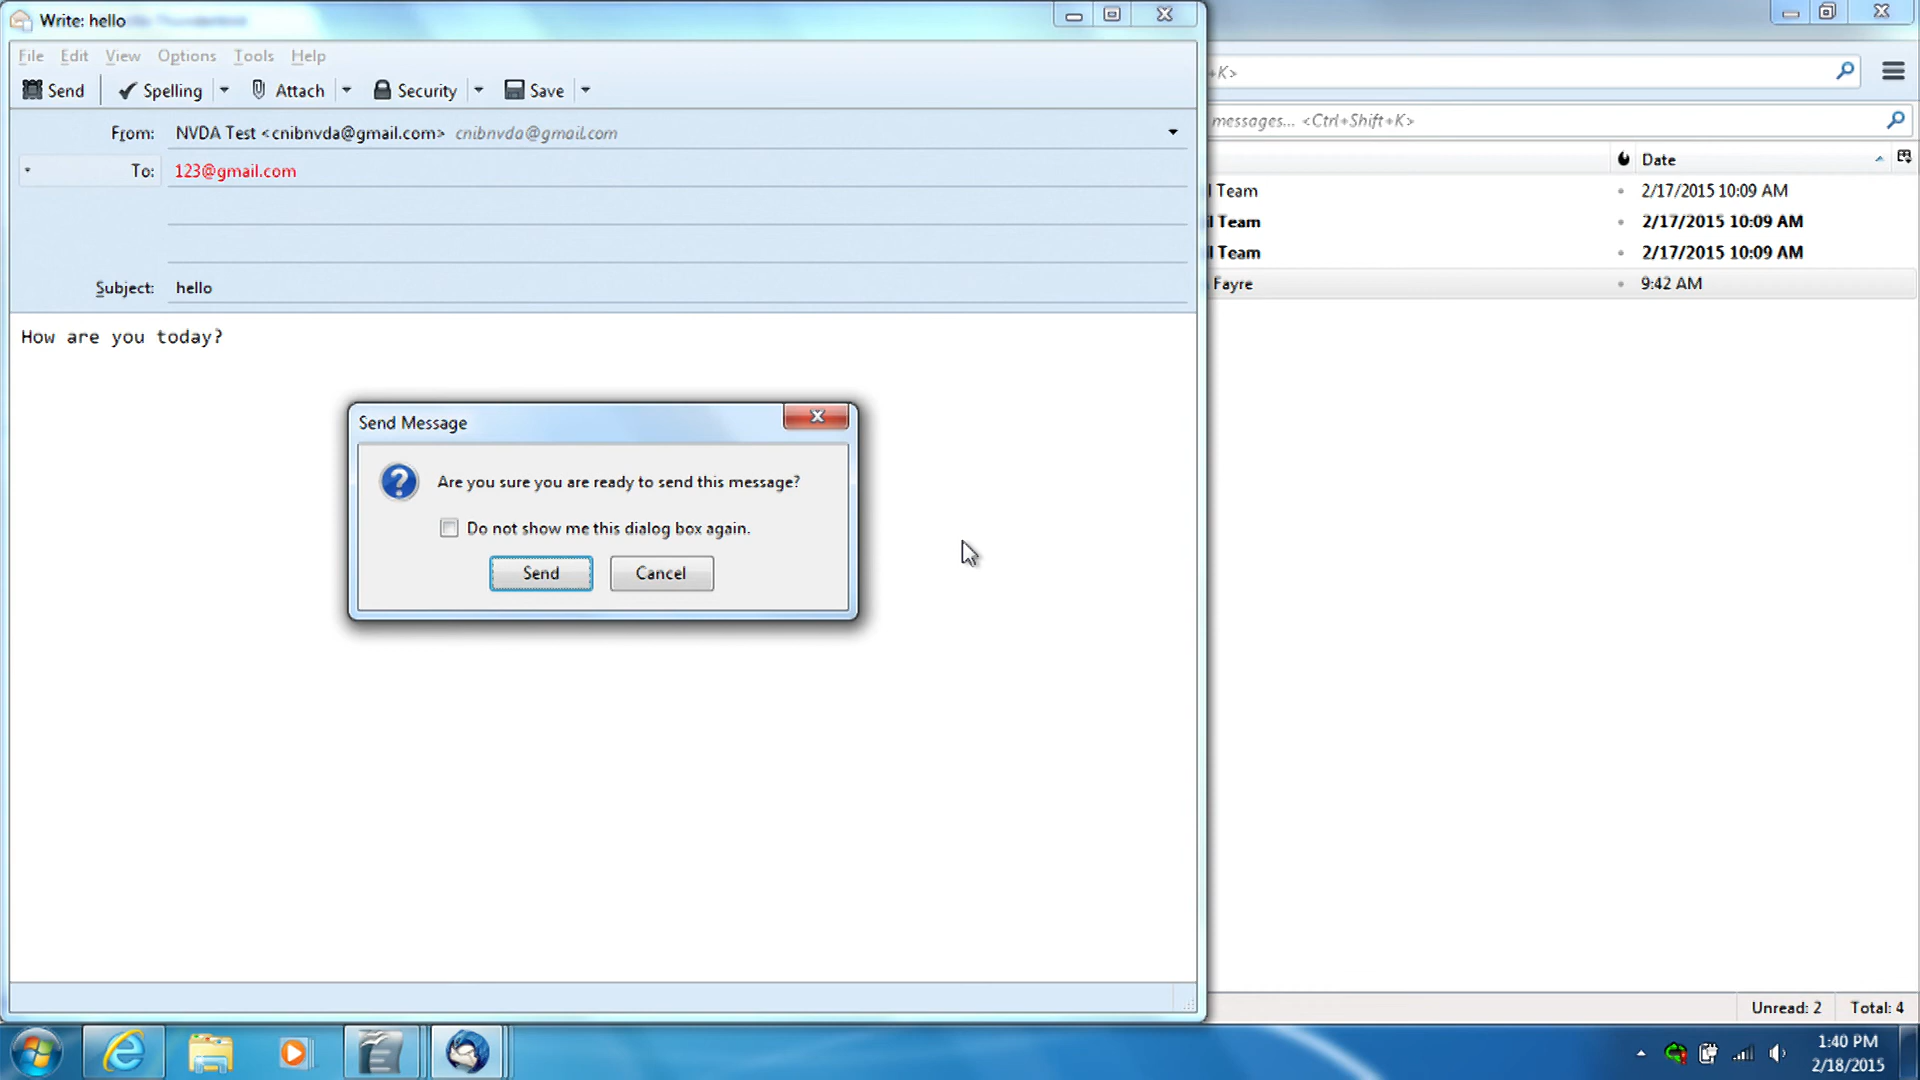 Write: hello
File Edit View Options Tools Help
Send Spelling Attach Security Save
From: NVDA Test <cnibnvda@gmail.com> cnibnvda@gmail.com
To: 123@gmail.com
Subject: hello
How are you today?
Send Message
Are you sure you are ready to send this message?
Do not show me this dialog box again.
Send Cancel
+K>
messages... <Ctrl+Shift+K>
Date
l Team 2/17/2015 10:09 AM
il Team 2/17/2015 10:09 AM
l Team 2/17/2015 10:09 AM
Fayre 9:42 AM
Unread: 2 Total: 4
1:40 PM
2/18/2015